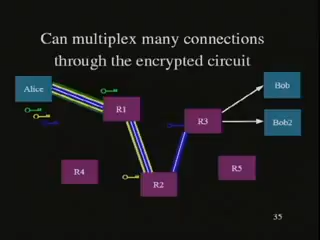 Can multiplex many connections
through the encrypted circuit
Alice
Bob
R1
R3
Bob2
R4
R2
R5
35